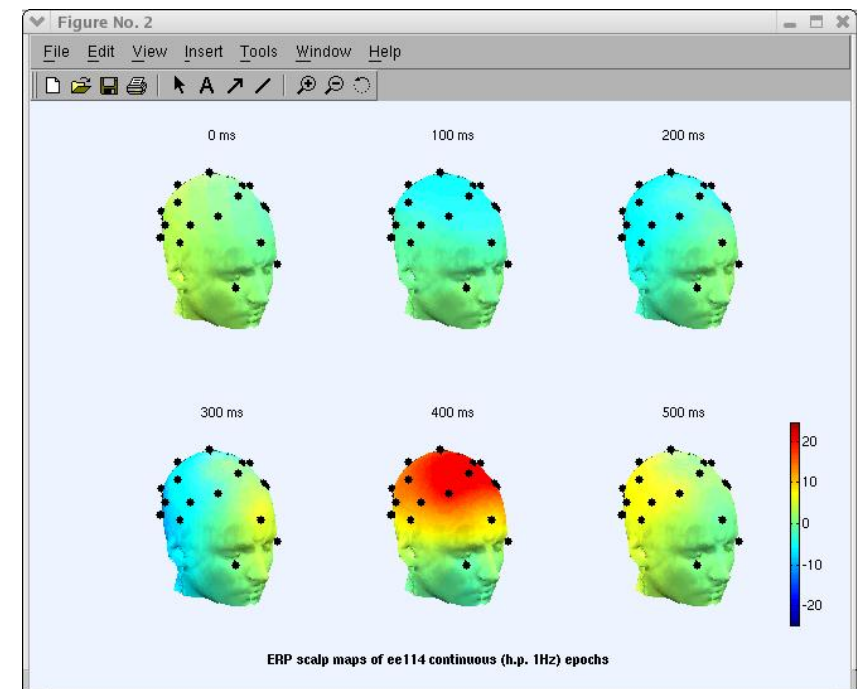 Figure No. 2
File Edit View Insert Tools Window Help
A
0 ms 100 ms 200 ms
300 ms 400 ms 500 ms
20
10
0
-10
-20
ERP scalp maps of ee114 continuous (h.p. 1Hz) epochs